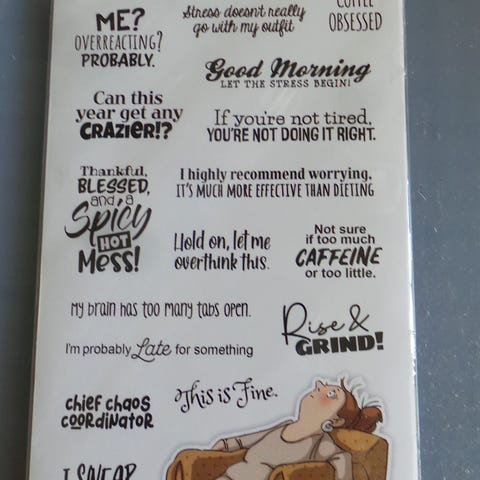 ME?
OVERREACTING?
PROBABLY.
Stress doesn't really
go with my outfit
COFFEE
OBSESSED
Good Morning
LET THE STRESS BEGIN!
Can this
year get any
CRAZIER!?
If you're not tired,
YOU'RE NOT DOING IT RIGHT.
Thankful,
BLESSED,
and a
Spicy
HOT
Mess!
I highly recommend worrying.
IT'S MUCH MORE EFFECTIVE THAN DIETING
Hold on, let me
overthink this.
Not sure
if too much
CAFFEINE
or too little.
My brain has too many tabs open.
Rise &
GRIND!
I'm probably Late for something
chief chaos
coordinator
This is Fine.
I SWEAR